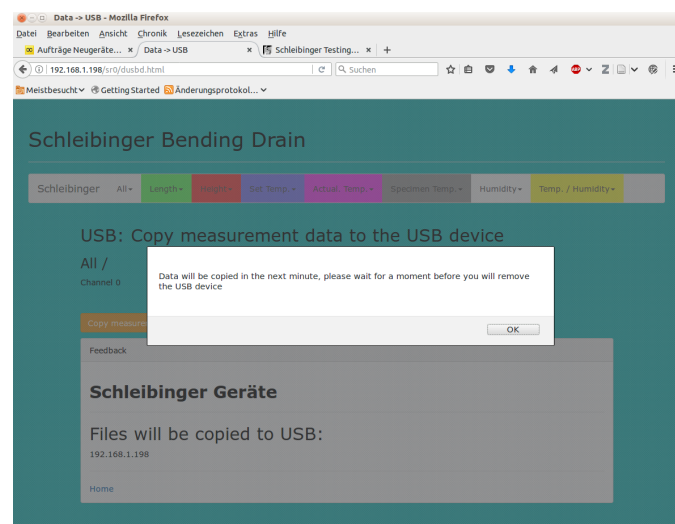 Data -> USB - Mozilla Firefox
Datei Bearbeiten Ansicht Chronik Lesezeichen Extras Hilfe
Aufträge Neugeräte... × Data -> USB × Schleibinger Testing... × +
192.168.1.198/sr0/dusbd.html Suchen
Meistbesucht Getting Started Änderungsprotokol...
Schleibinger Bending Drain
Schleibinger All Length Height Set Temp. Actual. Temp. Specimen Temp. Humidity Temp. / Humidity
USB: Copy measurement data to the USB device
All /
Channel 0
Data will be copied in the next minute, please wait for a moment before you will remove
the USB device
OK
Copy measure
Feedback
Schleibinger Geräte
Files will be copied to USB:
192.168.1.198
Home